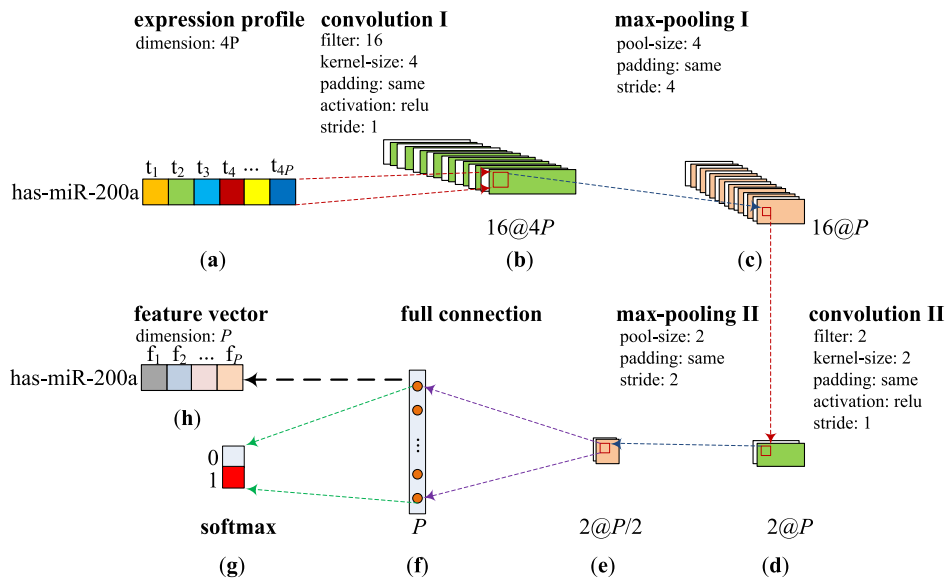 expression profile
dimension: 4P
convolution I
filter: 16
kernel-size: 4
padding: same
activation: relu
stride: 1
max-pooling I
pool-size: 4
padding: same
stride: 4
t1 t2 t3 t4 ... t4P
has-miR-200a
16@4P
16@P
(a)
(b)
(c)
feature vector
dimension: P
f1 f2 ... fP
has-miR-200a
(h)
full connection
max-pooling II
pool-size: 2
padding: same
stride: 2
convolution II
filter: 2
kernel-size: 2
padding: same
activation: relu
stride: 1
0
1
softmax
P
2@P/2
2@P
(g)
(f)
(e)
(d)